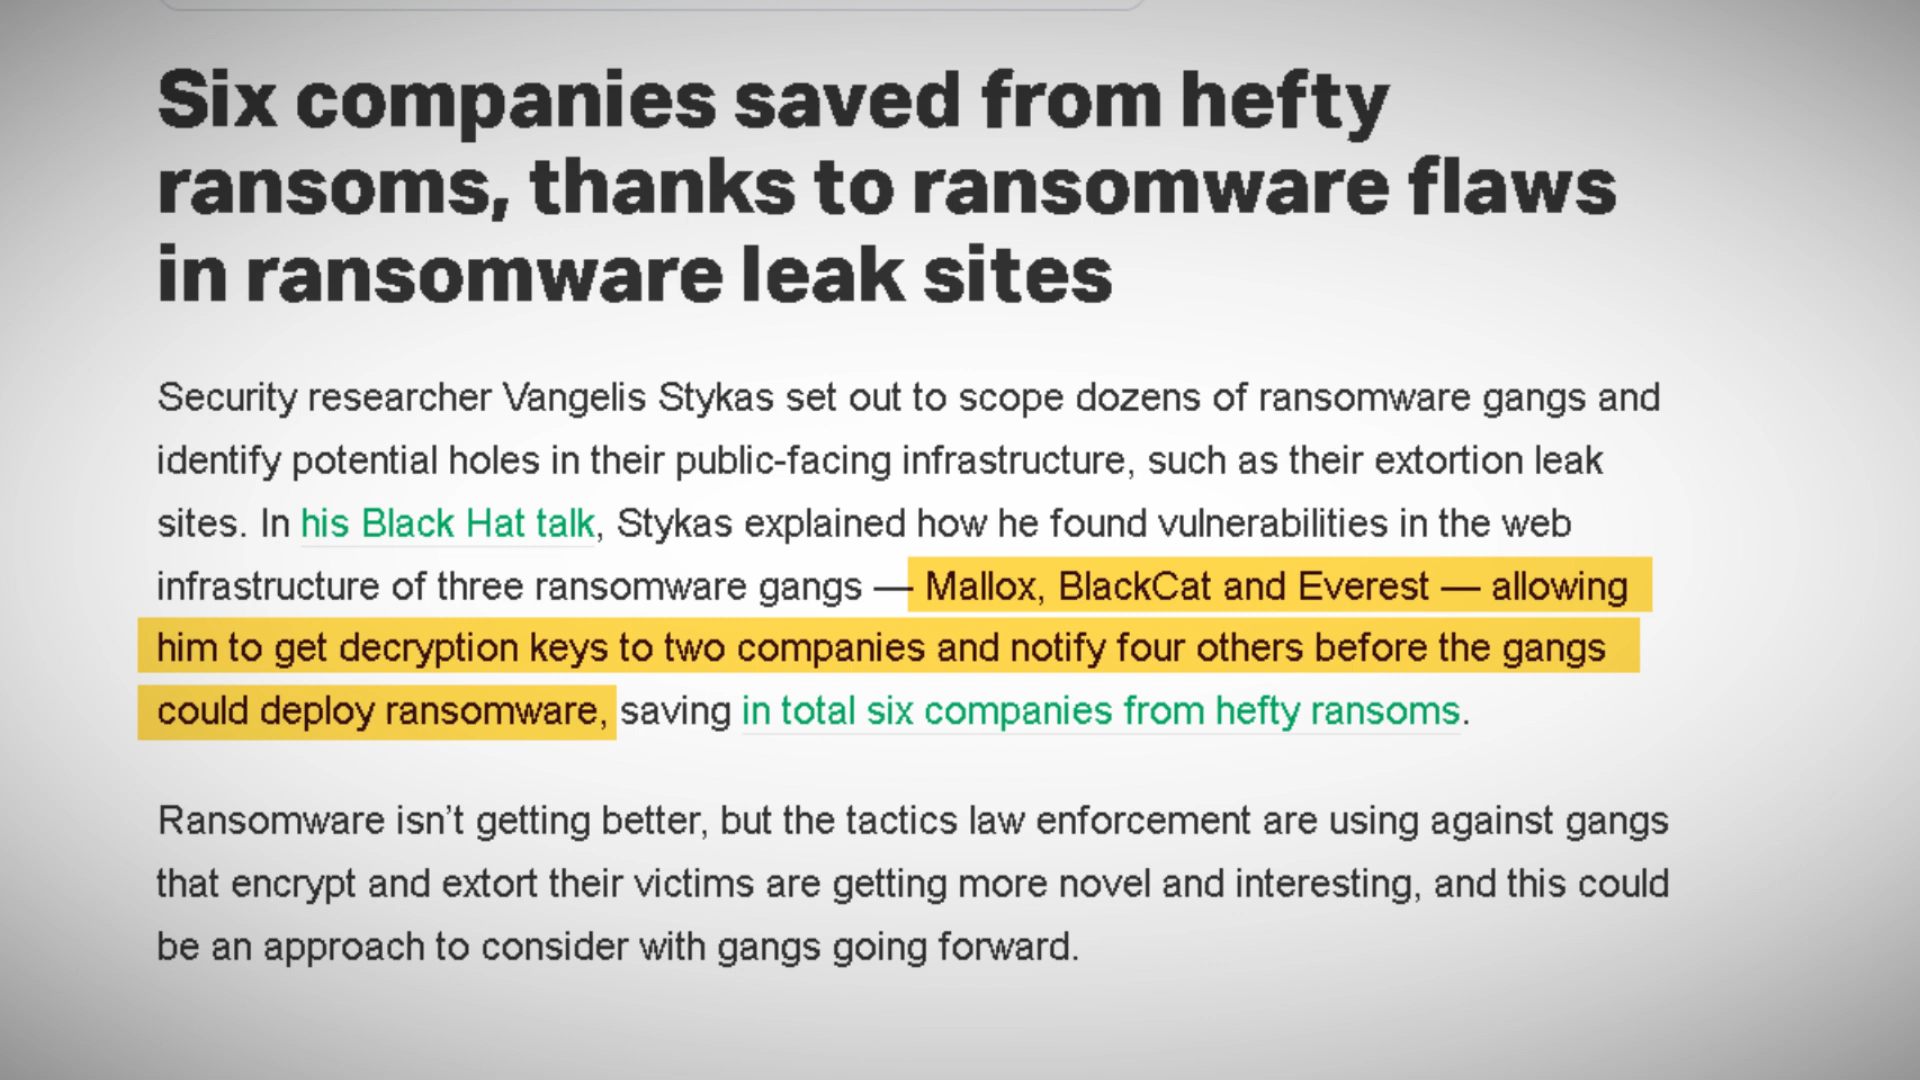 Six companies saved from hefty
ransoms, thanks to ransomware flaws
in ransomware leak sites
Security researcher Vangelis Stykas set out to scope dozens of ransomware gangs and
identify potential holes in their public-facing infrastructure, such as their extortion leak
sites. In his Black Hat talk, Stykas explained how he found vulnerabilities in the web
infrastructure of three ransomware gangs — Mallox, BlackCat and Everest — allowing
him to get decryption keys to two companies and notify four others before the gangs
could deploy ransomware, saving in total six companies from hefty ransoms.
Ransomware isn’t getting better, but the tactics law enforcement are using against gangs
that encrypt and extort their victims are getting more novel and interesting, and this could
be an approach to consider with gangs going forward.